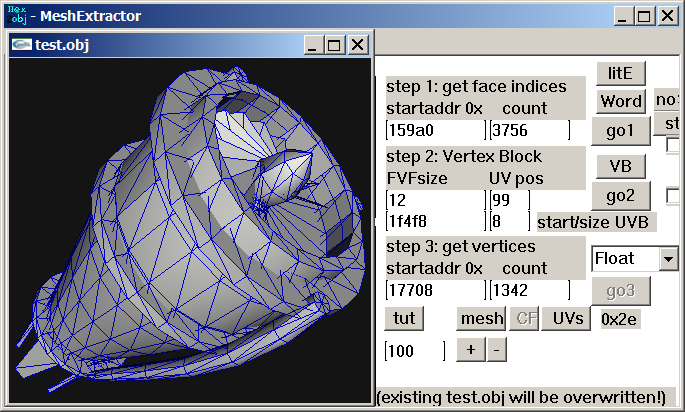 Hex
obj - MeshExtractor
test.obj
step 1: get face indices
startaddr 0x count
159a0 3756
litE
Word
go1
step 2: Vertex Block
FVFsize UV pos
12 99
1f4f8 8 start/size UVB
VB
go2
step 3: get vertices
startaddr 0x count
17708 1342
Float
go3
tut mesh CF UVs 0x2e
100 + -
(existing test.obj will be overwritten!)